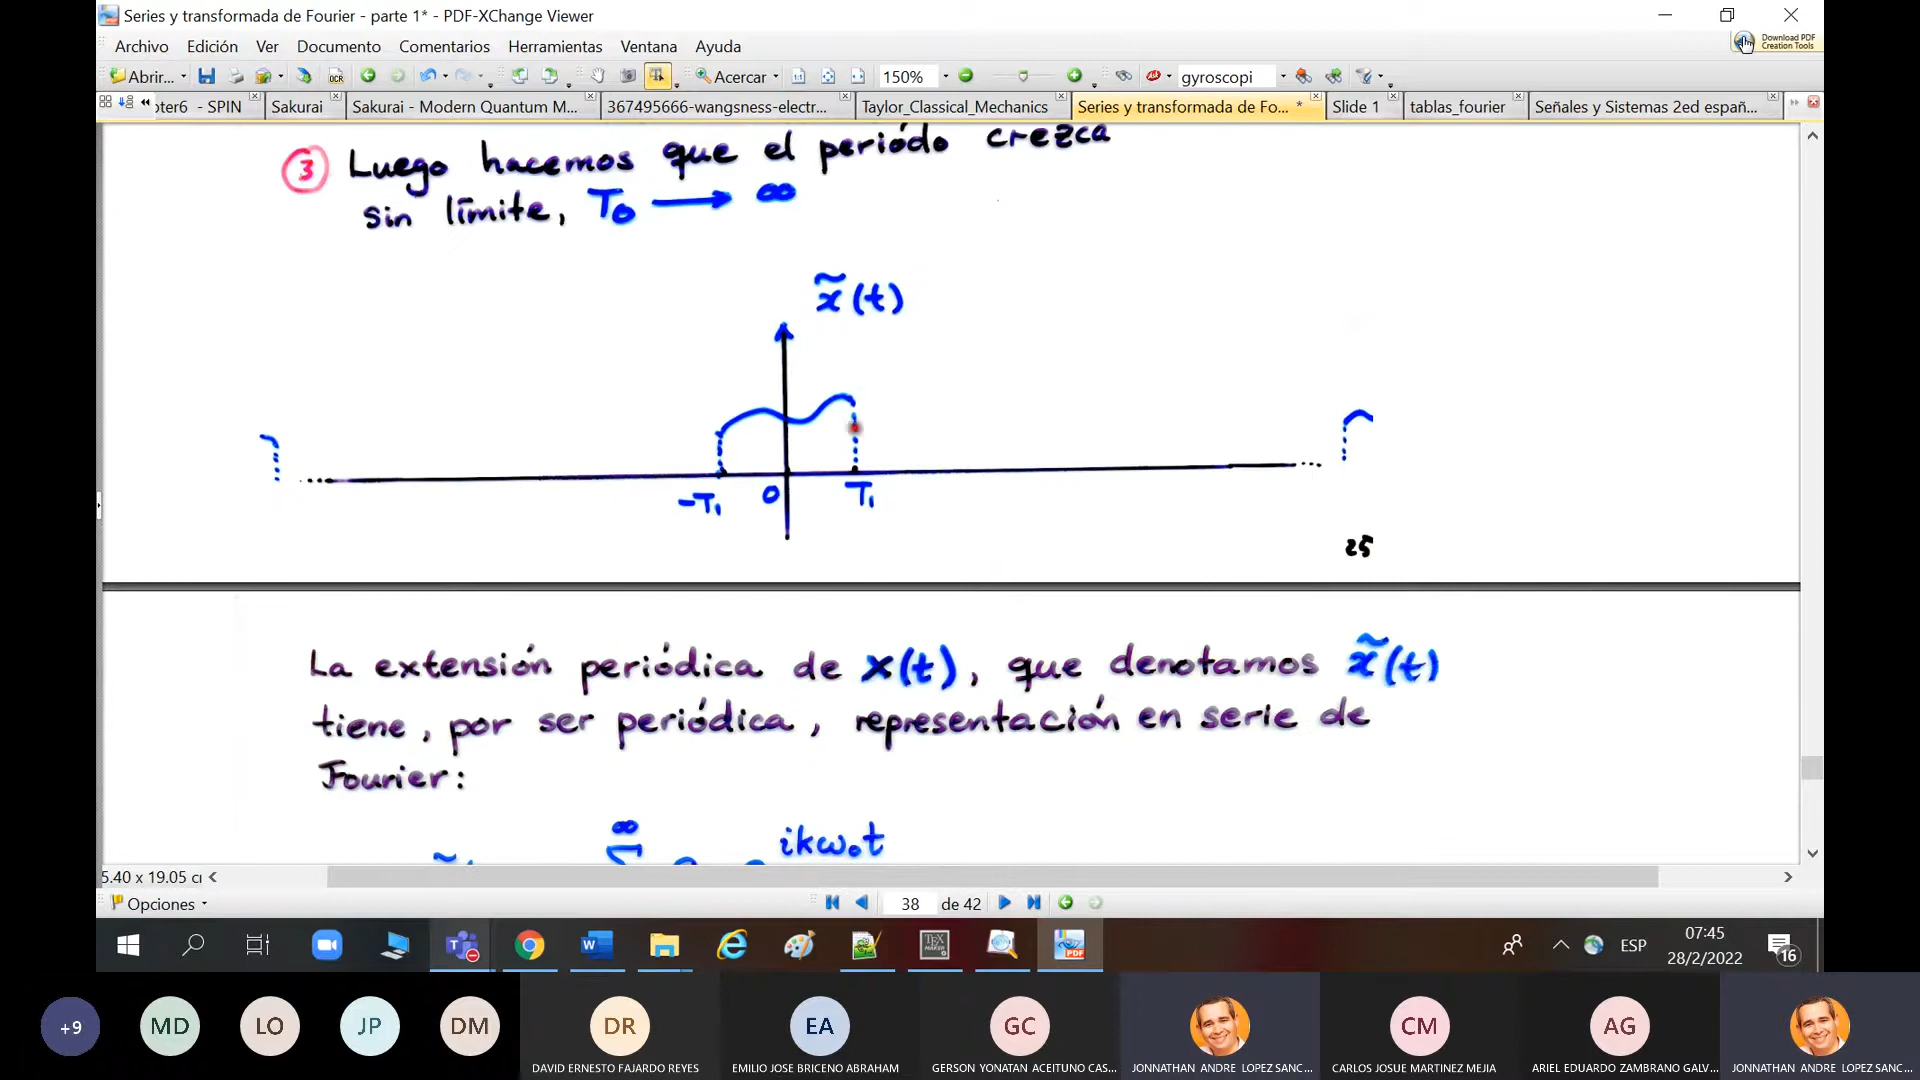 Series y transformada de Fourier - parte 1* - PDF-XChange Viewer
Archivo Edición Ver Documento Comentarios Herramientas Ventana Ayuda
Download PDF
Creation Tools
Abrir... OCR Acercar 150% gyroscopi
oter6 - SPIN Sakurai Sakurai - Modern Quantum M... 367495666-wangsness-electr... Taylor_Classical_Mechanics Series y transformada de Fo... * Slide 1 tablas_fourier Señales y Sistemas 2ed españ...
3 Luego hacemos que el periódo crezca
sin límite, T₀ → ∞
x̃(t)
-T₁ 0 T₁
25
La extensión periódica de x(t), que denotamos x̃(t)
tiene, por ser periódica, representación en serie de
Fourier:
∞
ikω₀t
5.40 x 19.05 cı
Opciones 38 de 42
ESP
07:45
28/2/2022
16
+9 MD LO JP DM DR EA GC CM AG
DAVID ERNESTO FAJARDO REYES EMILIO JOSE BRICENO ABRAHAM GERSON YONATAN ACEITUNO CAS... JONNATHAN ANDRE LOPEZ SANC... CARLOS JOSUE MARTINEZ MEJIA ARIEL EDUARDO ZAMBRANO GALV... JONNATHAN ANDRE LOPEZ SANC...